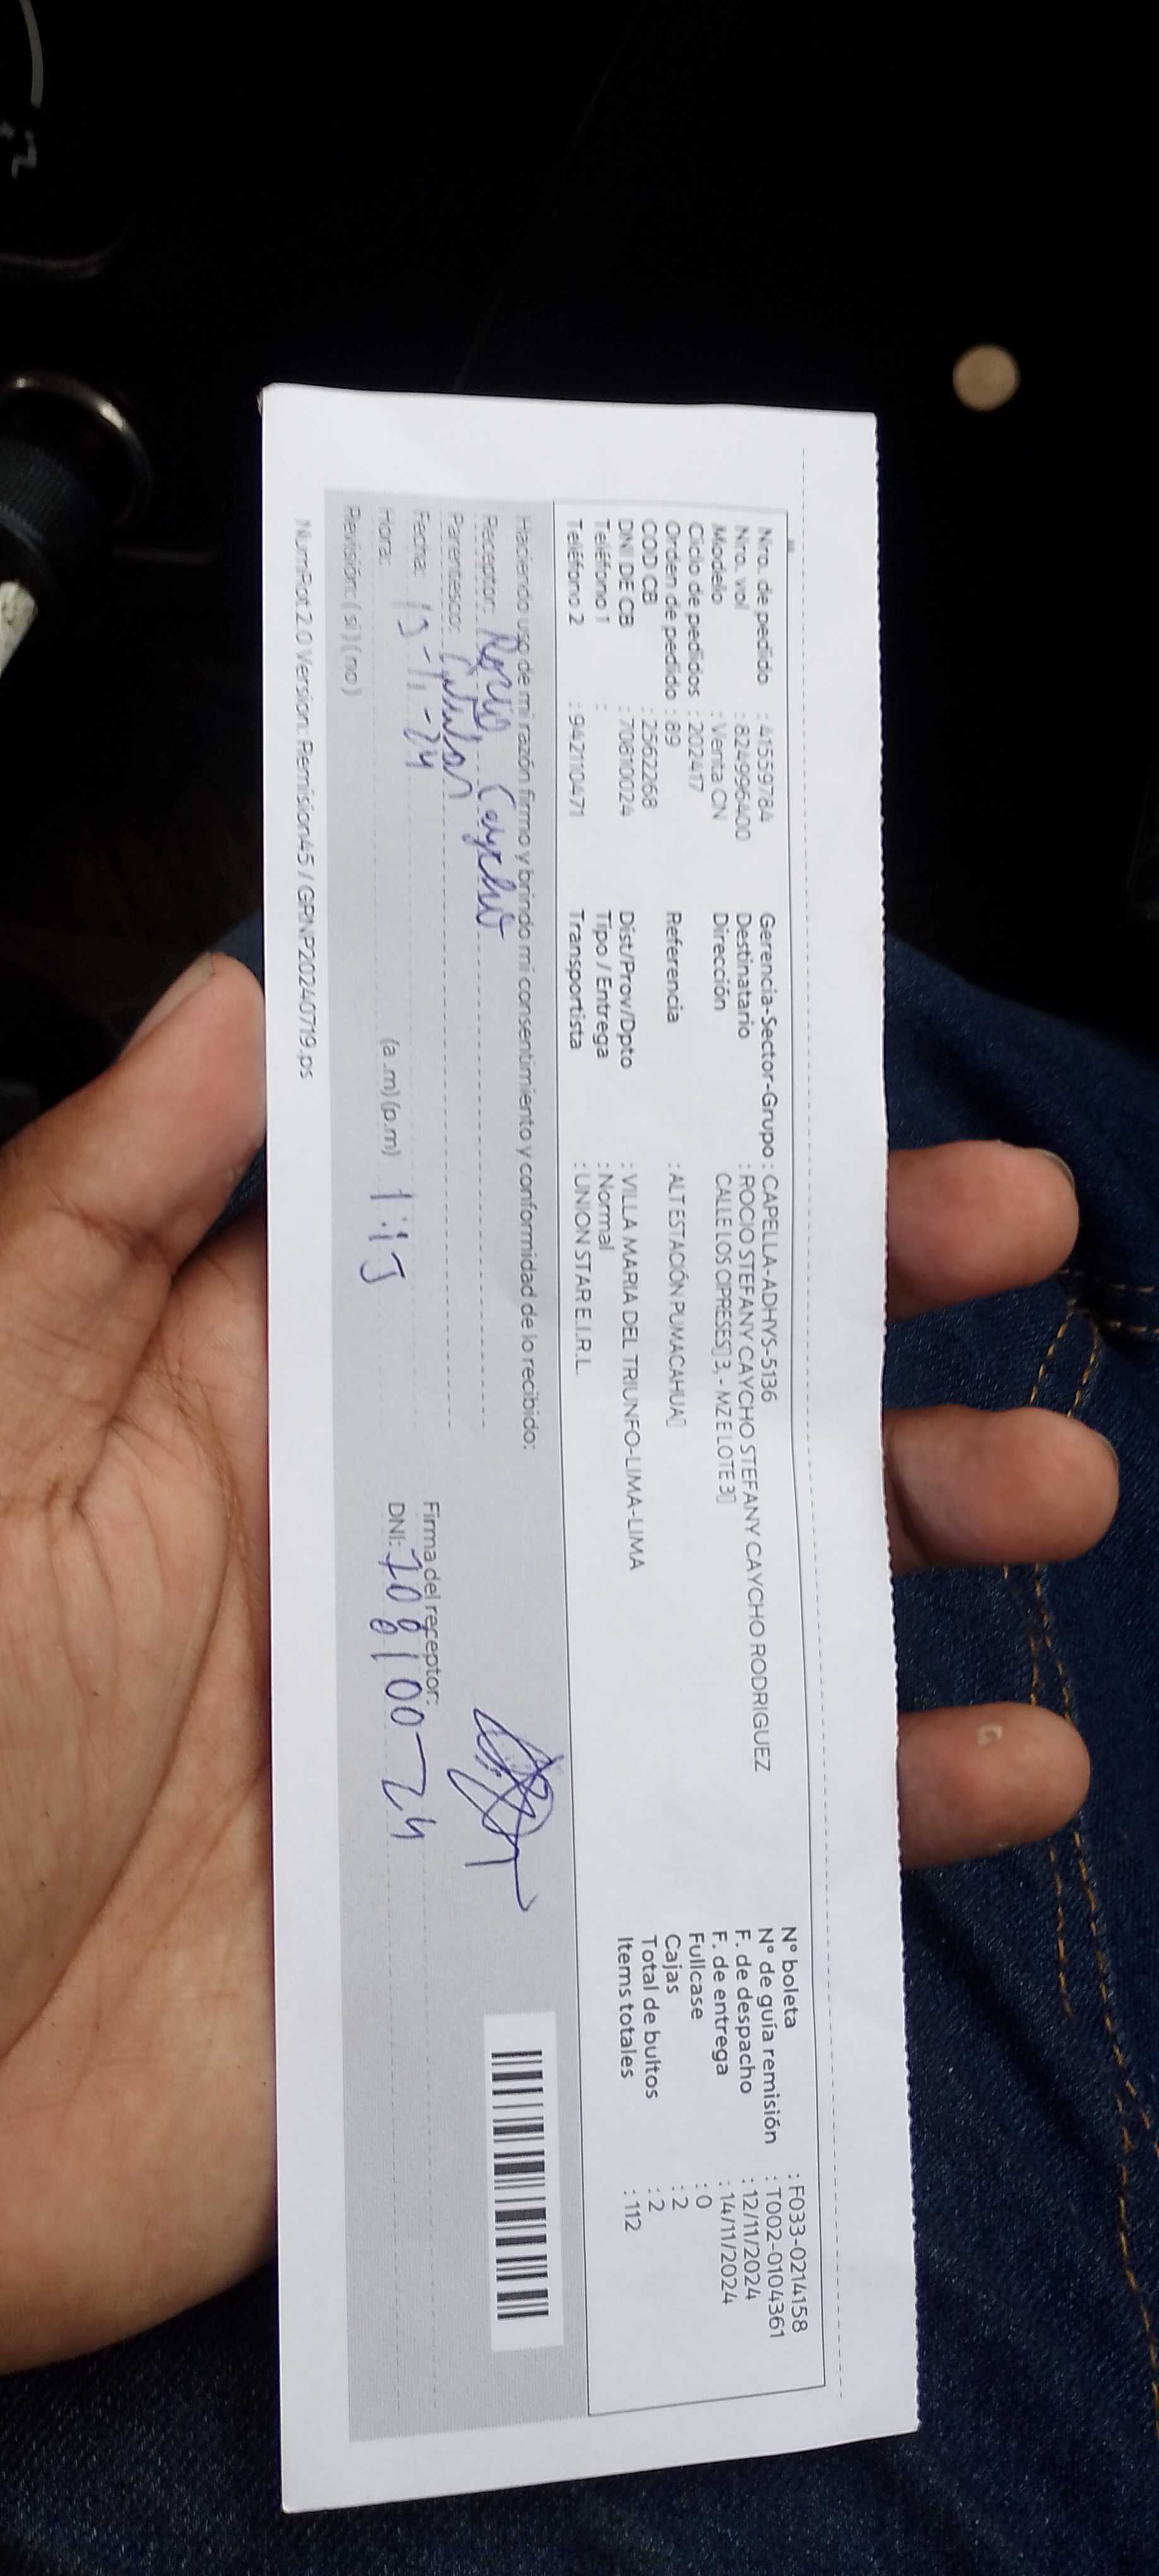 Nro. de pedido : 41559784
Nro. vol : 824996400
Modello : Venta CN
Ciclo de pedidos : 202417
Orden de pedido : 89
COD CB : 2562268
DNI DE CB : 70810024
Teléfono 1 :
Teléfono 2 : 942110471
Gerencia-Sector-Grupo : CAPELLA-ADHYS-5136
Destinatario : ROCIO STEFANY CAYCHO STEFANY CAYCHO RODRIGUEZ
Dirección CALLE LOS CIPRESES▯ 3, - MZ E LOTE 3▯
Referencia : ALT ESTACIÓN PUMACAHUA▯
Dist/Prov/Dpto : VILLA MARIA DEL TRIUNFO-LIMA-LIMA
Tipo / Entrega : Normal
Transportista : UNION STAR E.I.R.L.
N° boleta : F033-0214158
N° de guía remisión : T002-0104361
F. de despacho : 12/11/2024
F. de entrega : 14/11/2024
Fullcase : 0
Cajas : 2
Total de bultos : 2
Items totales : 112
Haciendo uso de mi razón firmo y brindo mi consentimiento y conformidad de lo recibido:
Receptor: Rocio Caycho
Parentesco: titular
Fecha: 13-11-24
Hora: (a.m) (p.m) 1:15
Revisión: ( si ) ( no )
Firma del receptor:
DNI: 70810024
NumRot 2.0 Version: Remision45 / GRNP20240719.ps